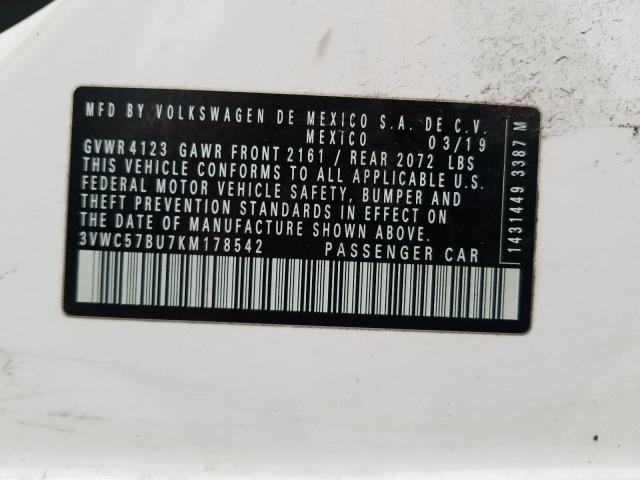 MFD BY VOLKSWAGEN DE MEXICO S.A. DE C.V.
MEXICO 03/19
GVWR 4123 GAWR FRONT 2161 / REAR 2072 LBS
THIS VEHICLE CONFORMS TO ALL APPLICABLE U.S.
FEDERAL MOTOR VEHICLE SAFETY, BUMPER AND
THEFT PREVENTION STANDARDS IN EFFECT ON
THE DATE OF MANUFACTURE SHOWN ABOVE.
3VWC57BU7KM178542 PASSENGER CAR
1431449 3387 M